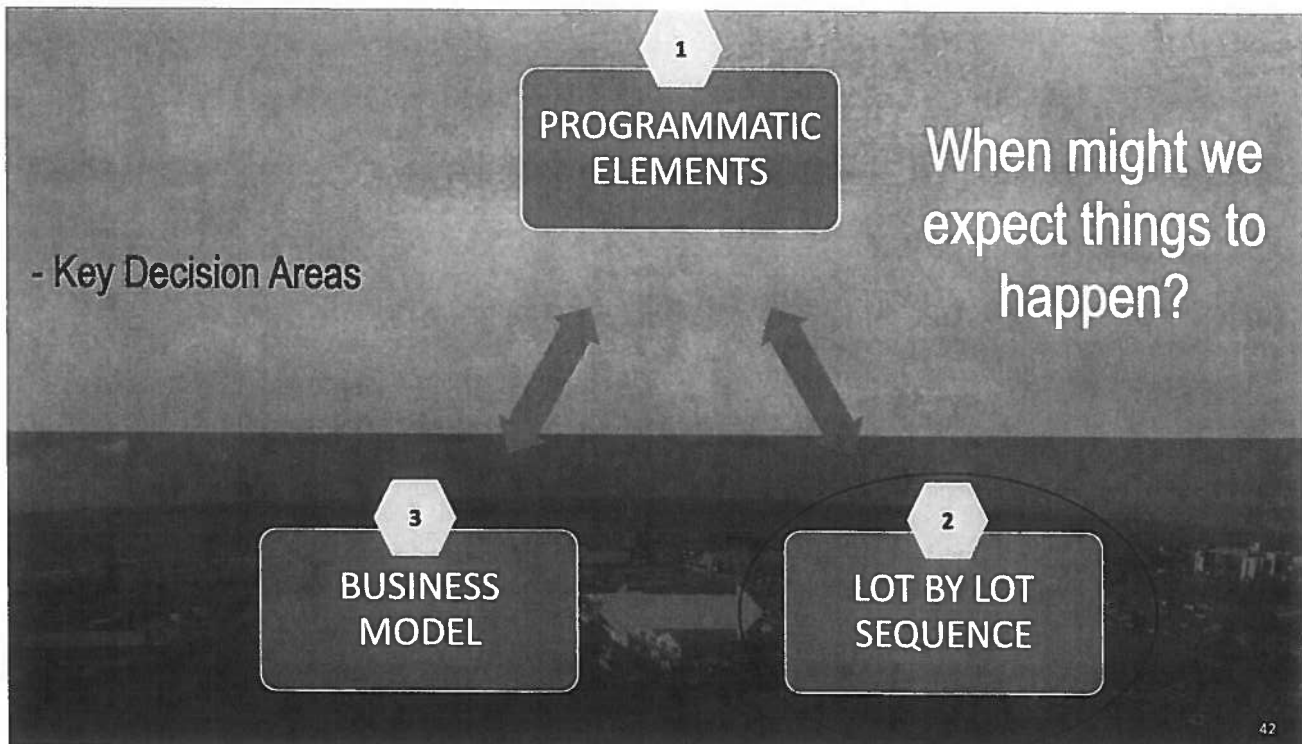 1
PROGRAMMATIC
ELEMENTS
When might we
expect things to
happen?
- Key Decision Areas
3
BUSINESS
MODEL
2
LOT BY LOT
SEQUENCE
42